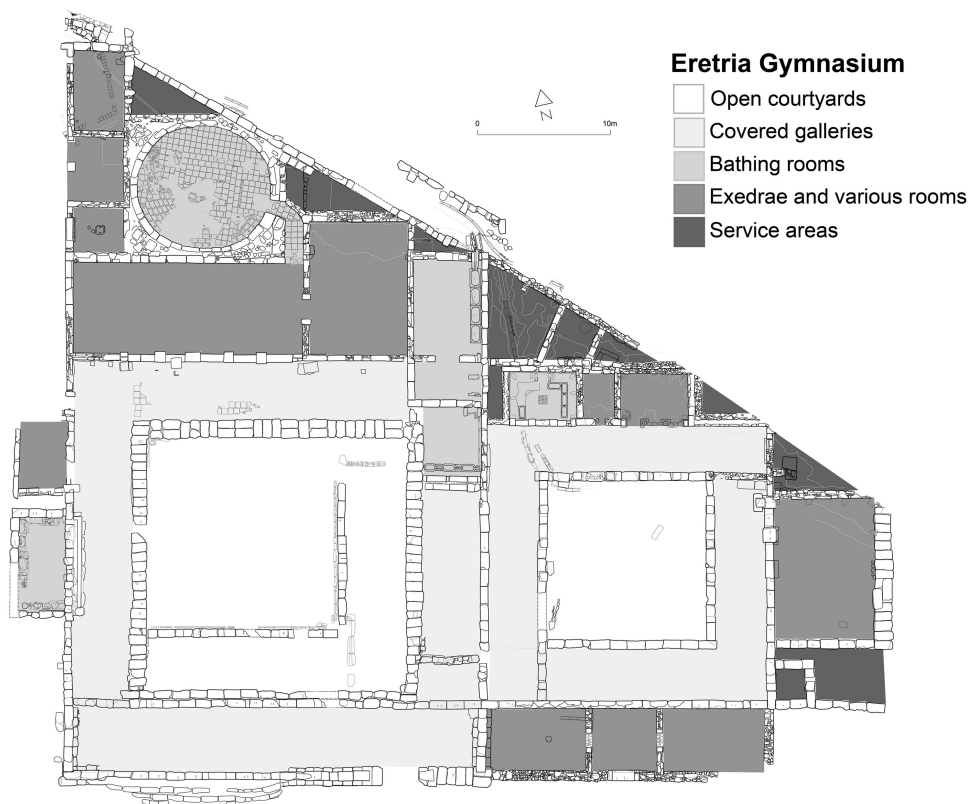 Eretria Gymnasium
Open courtyards
Covered galleries
Bathing rooms
Exedrae and various rooms
Service areas
N
0 10m